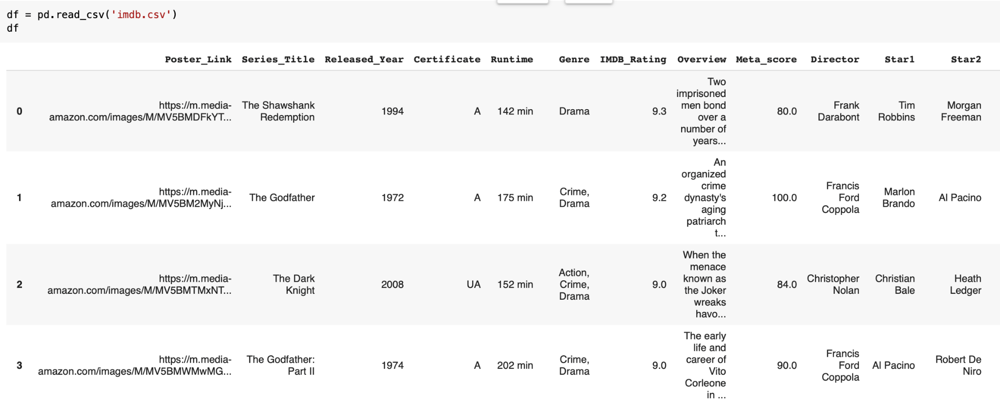 df = pd.read_csv('imdb.csv')
df
Poster_Link Series_Title Released_Year Certificate Runtime Genre IMDB_Rating Overview Meta_score Director Star1 Star2
0
https://m.media-
amazon.com/images/M/MV5BMDFkYT...
The Shawshank
Redemption
1994
A
142 min
Drama
9.3
Two
imprisoned
men bond
over a
number of
years...
80.0
Frank
Darabont
Tim
Robbins
Morgan
Freeman
1
https://m.media-
amazon.com/images/M/MV5BM2MyNj...
The Godfather
1972
A
175 min
Crime,
Drama
9.2
An
organized
crime
dynasty's
aging
patriarch
t...
100.0
Francis
Ford
Coppola
Marlon
Brando
Al Pacino
2
https://m.media-
amazon.com/images/M/MV5BMTMxNT...
The Dark
Knight
2008
UA
152 min
Action,
Crime,
Drama
9.0
When the
menace
known as
the Joker
wreaks
havo...
84.0
Christopher
Nolan
Christian
Bale
Heath
Ledger
3
https://m.media-
amazon.com/images/M/MV5BMWMwMG...
The Godfather:
Part II
1974
A
202 min
Crime,
Drama
9.0
The early
life and
career of
Vito
Corleone
in ...
90.0
Francis
Ford
Coppola
Al Pacino
Robert De
Niro